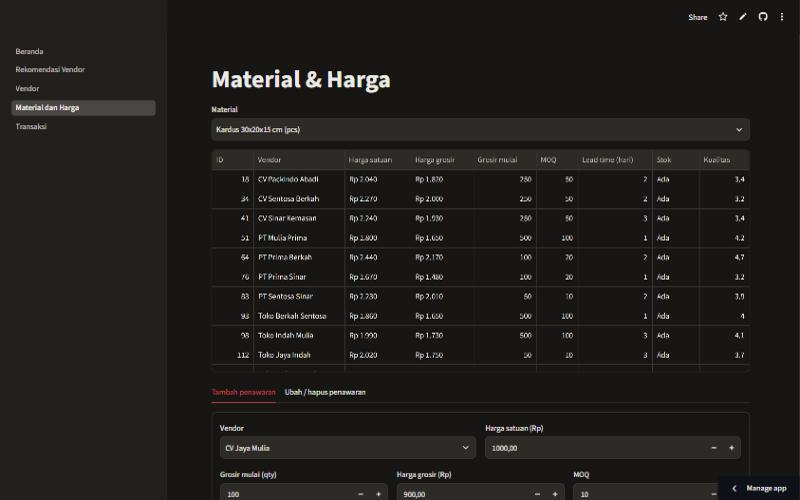 Share
Beranda
Rekomendasi Vendor
Vendor
Material dan Harga
Transaksi
Material & Harga
Material
Kardus 30x20x15 cm (pcs)
ID Vendor Harga satuan Harga grosir Grosir mulai MOQ Lead time (hari) Stok Kualitas
18 CV Packindo Abadi Rp 2.040 Rp 1.820 250 50 2 Ada 3.4
34 CV Sentosa Berkah Rp 2.270 Rp 2.000 250 50 2 Ada 3.2
41 CV Sinar Kemasan Rp 2.240 Rp 1.930 250 50 3 Ada 3.4
51 PT Mulia Prima Rp 1.800 Rp 1.650 500 100 1 Ada 4.2
64 PT Prima Berkah Rp 2.440 Rp 2.170 100 20 2 Ada 4.7
76 PT Prima Sinar Rp 1.670 Rp 1.480 100 20 1 Ada 3.2
83 PT Sentosa Sinar Rp 2.230 Rp 2.010 50 10 2 Ada 3.9
93 Toko Berkah Sentosa Rp 1.860 Rp 1.650 500 100 1 Ada 4
98 Toko Indah Mulia Rp 1.990 Rp 1.730 500 100 3 Ada 4.1
112 Toko Jaya Indah Rp 2.020 Rp 1.750 50 10 3 Ada 3.7
Tambah penawaran Ubah / hapus penawaran
Vendor Harga satuan (Rp)
CV Jaya Mulia 1000,00
Grosir mulai (qty) Harga grosir (Rp) MOQ
100 900,00 10
Manage app